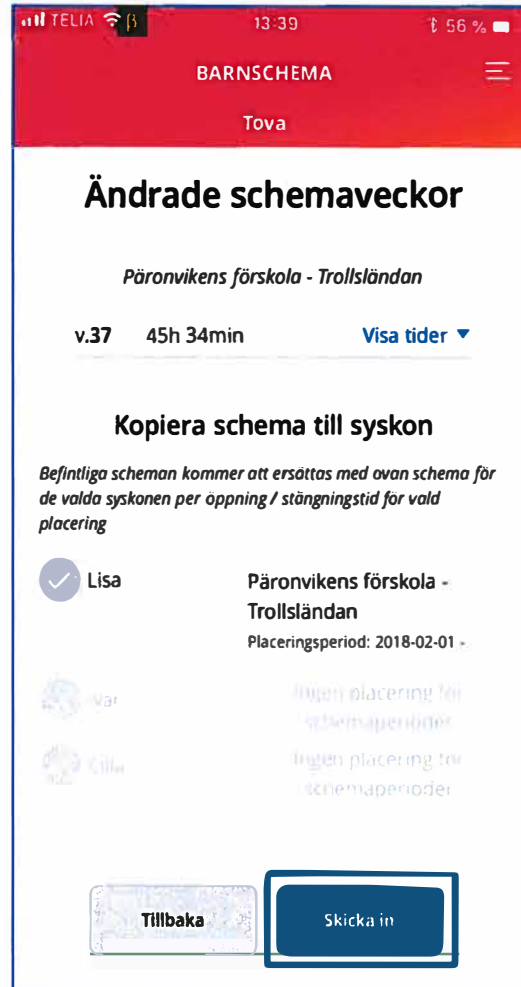 TELIA 13:39 56 %
BARNSCHEMA
Tova
Ändrade schemaveckor
Päronvikens förskola - Trollsländan
v.37 45h 34min Visa tider
Kopiera schema till syskon
Befintliga scheman kommer att ersättas med ovan schema för
de valda syskonen per öppning / stängningstid för vald
placering
Lisa Päronvikens förskola -
Trollsländan
Placeringsperiod: 2018-02-01 -
Ingen placering för
schemaperioden
Cilla Ingen placering för
schemaperioden
Tillbaka Skicka in